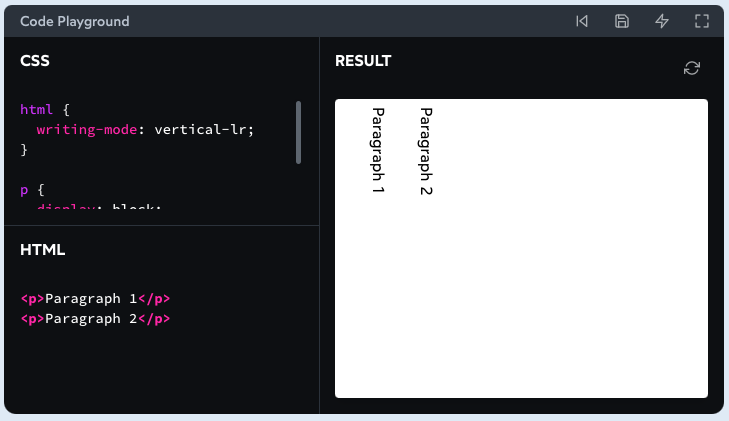 Code Playground
CSS
html {
  writing-mode: vertical-lr;
}
p {
  display: block;
HTML
<p>Paragraph 1</p>
<p>Paragraph 2</p>
RESULT
Paragraph 1
Paragraph 2